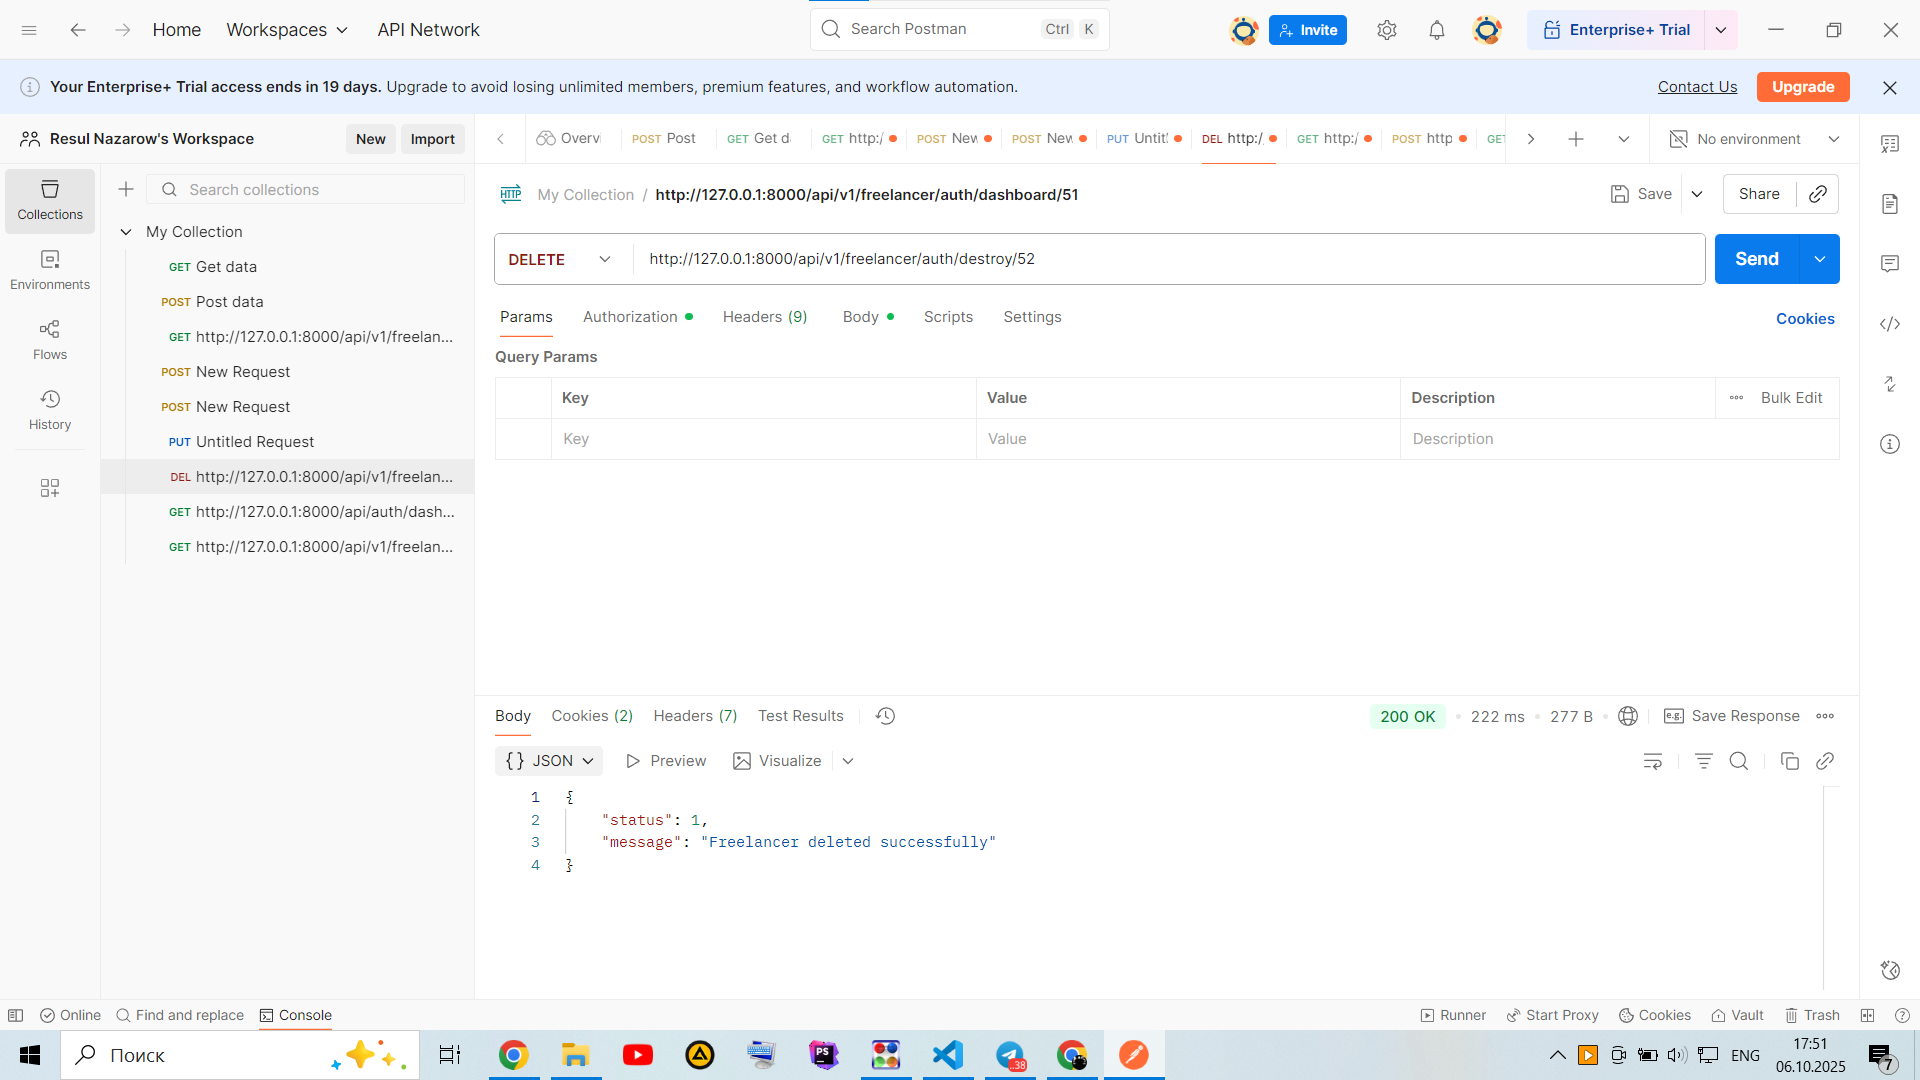 Home
Workspaces
API Network
Search Postman
Ctrl K
Invite
Enterprise+ Trial
Your Enterprise+ Trial access ends in 19 days. Upgrade to avoid losing unlimited members, premium features, and workflow automation.
Contact Us
Upgrade
Resul Nazarow's Workspace
New
Import
Overvi
POST Post
GET Get d
GET http:/
POST New
POST New
PUT Untitl
DEL http:/
GET http:/
POST http
GET
No environment
Collections
Environments
Flows
History
Search collections
My Collection
GET Get data
POST Post data
GET http://127.0.0.1:8000/api/v1/freelan...
POST New Request
POST New Request
PUT Untitled Request
DEL http://127.0.0.1:8000/api/v1/freelan...
GET http://127.0.0.1:8000/api/auth/dash...
GET http://127.0.0.1:8000/api/v1/freelan...
HTTP My Collection / http://127.0.0.1:8000/api/v1/freelancer/auth/dashboard/51
Save
Share
DELETE http://127.0.0.1:8000/api/v1/freelancer/auth/destroy/52
Send
Params Authorization Headers (9) Body Scripts Settings
Cookies
Query Params
Key Value Description Bulk Edit
Key Value Description
Body Cookies (2) Headers (7) Test Results
200 OK 222 ms 277 B
e.g. Save Response
{} JSON Preview Visualize
1 {
2 "status": 1,
3 "message": "Freelancer deleted successfully"
4 }
Online Find and replace Console
Runner Start Proxy Cookies Vault Trash
Поиск
PS
..38
ENG
17:51
06.10.2025
7